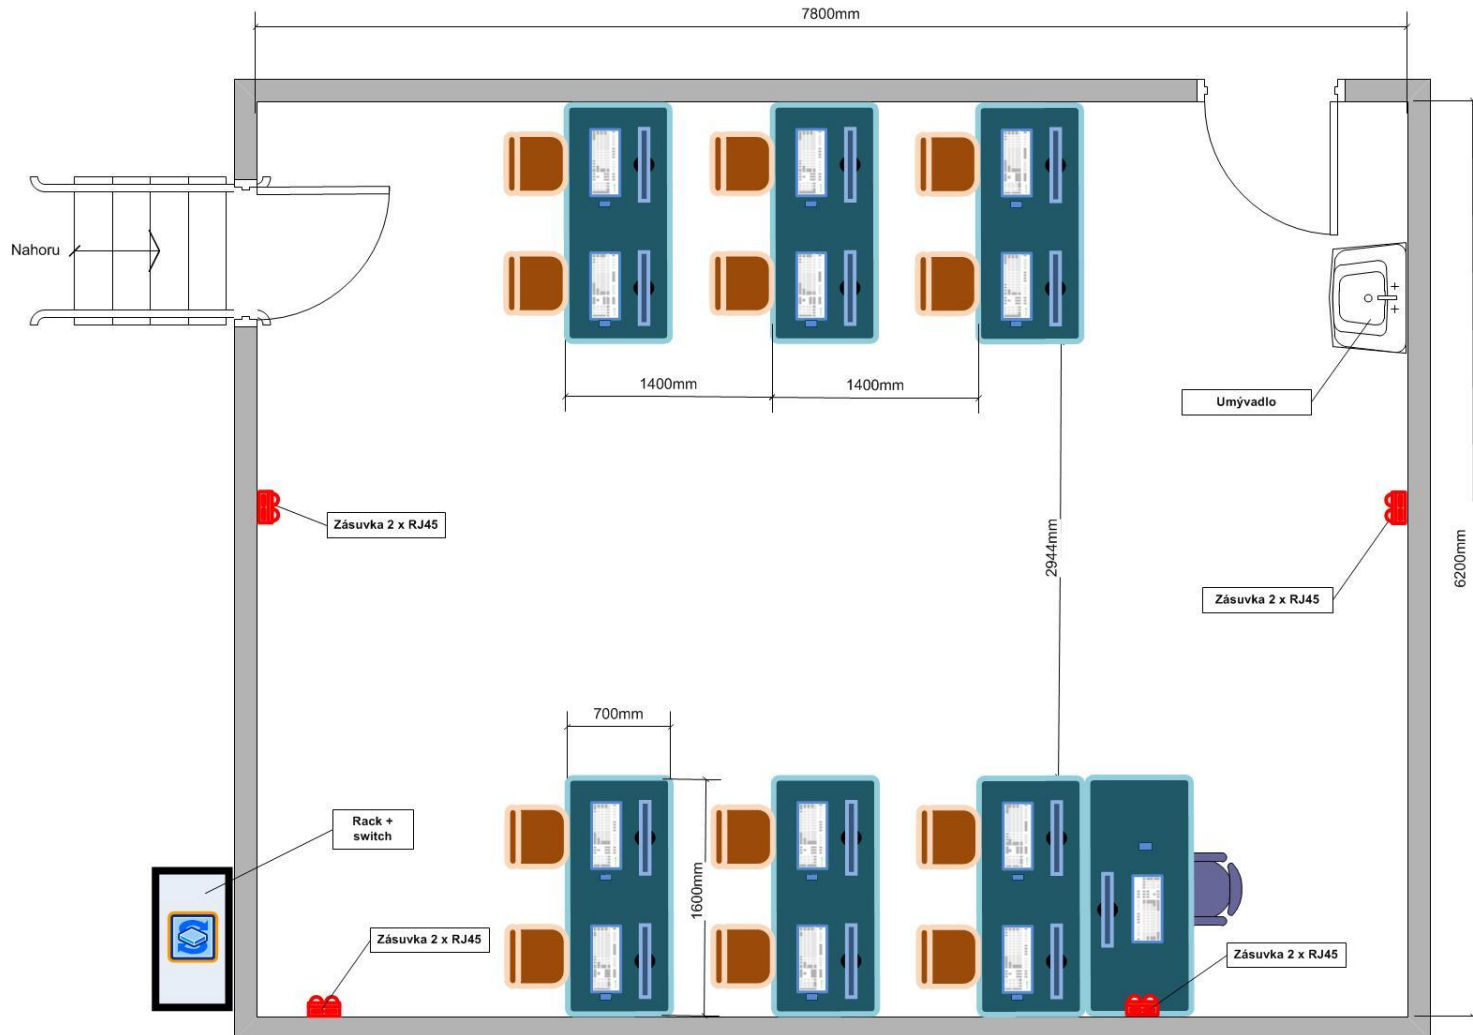 7800mm
Nahoru
1400mm
1400mm
Umývadlo
Zásuvka 2 x RJ45
2944mm
6200mm
Zásuvka 2 x RJ45
700mm
Rack +
switch
1600mm
Zásuvka 2 x RJ45
Zásuvka 2 x RJ45